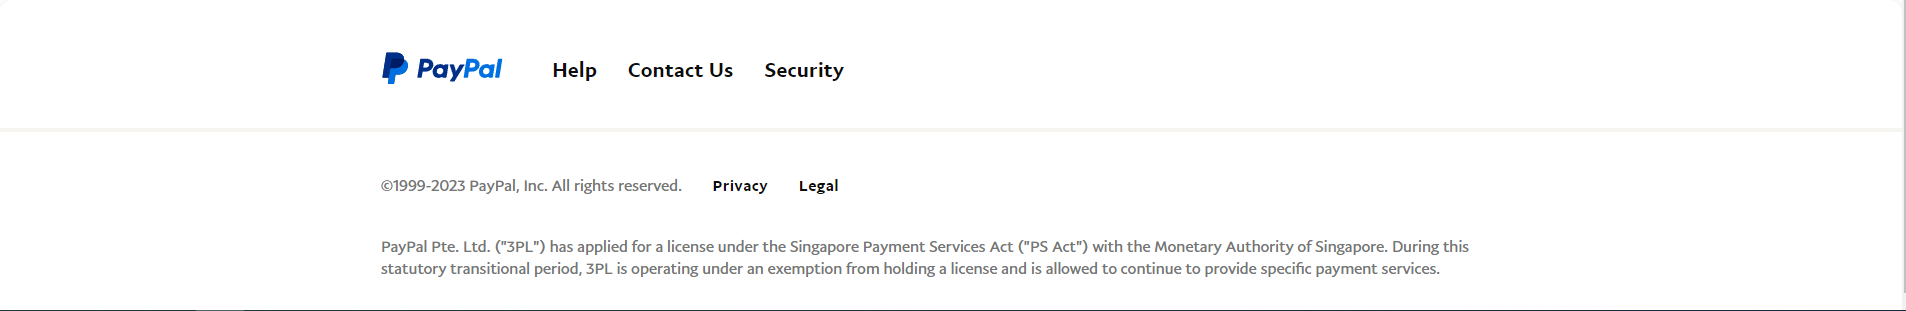 PayPal Help Contact Us Security
©1999-2023 PayPal, Inc. All rights reserved. Privacy Legal
PayPal Pte. Ltd. ("3PL") has applied for a license under the Singapore Payment Services Act ("PS Act") with the Monetary Authority of Singapore. During this
statutory transitional period, 3PL is operating under an exemption from holding a license and is allowed to continue to provide specific payment services.